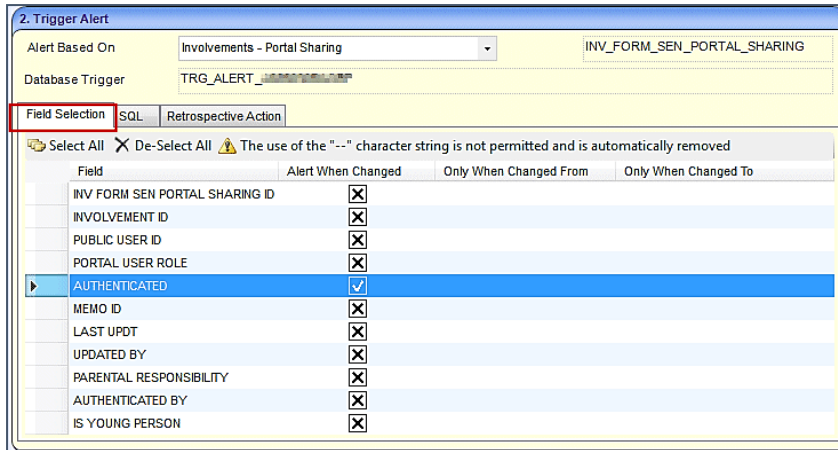 2. Trigger Alert
Alert Based On Involvements - Portal Sharing INV_FORM_SEN_PORTAL_SHARING
Database Trigger TRG_ALERT_
Field Selection SQL Retrospective Action
Select All De-Select All The use of the "--" character string is not permitted and is automatically removed
Field Alert When Changed Only When Changed From Only When Changed To
INV FORM SEN PORTAL SHARING ID
INVOLVEMENT ID
PUBLIC USER ID
PORTAL USER ROLE
AUTHENTICATED
MEMO ID
LAST UPDT
UPDATED BY
PARENTAL RESPONSIBILITY
AUTHENTICATED BY
IS YOUNG PERSON